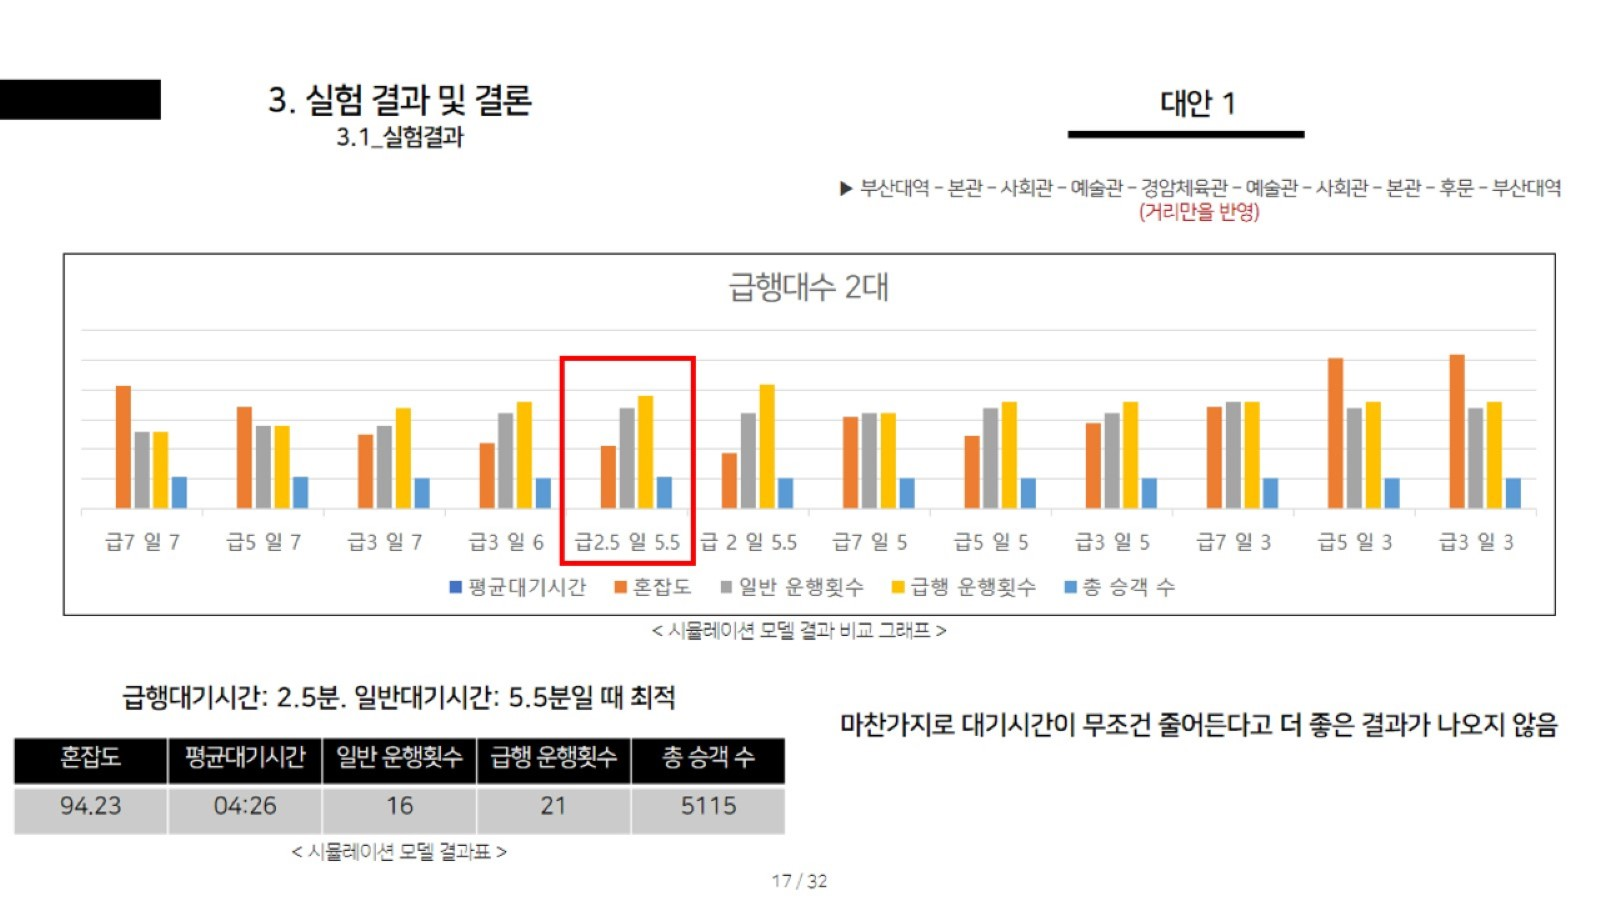 3. 실험 결과 및 결론
3.1_실험결과
대안 1
▶ 부산대역 – 본관 – 사회관 – 예술관 – 경암체육관 – 예술관 – 사회관 – 본관 – 후문 – 부산대역
(거리만을 반영)
급행대수 2대
급7 일 7
급5 일 7
급3 일 7
급3 일 6
급2.5 일 5.5
급 2 일 5.5
급7 일 5
급5 일 5
급3 일 5
급7 일 3
급5 일 3
급3 일 3
평균대기시간 혼잡도 일반 운행횟수 급행 운행횟수 총 승객 수
< 시뮬레이션 모델 결과 비교 그래프 >
급행대기시간: 2.5분. 일반대기시간: 5.5분일 때 최적
혼잡도 평균대기시간 일반 운행횟수 급행 운행횟수 총 승객 수
94.23 04:26 16 21 5115
< 시뮬레이션 모델 결과표 >
마찬가지로 대기시간이 무조건 줄어든다고 더 좋은 결과가 나오지 않음
17 / 32